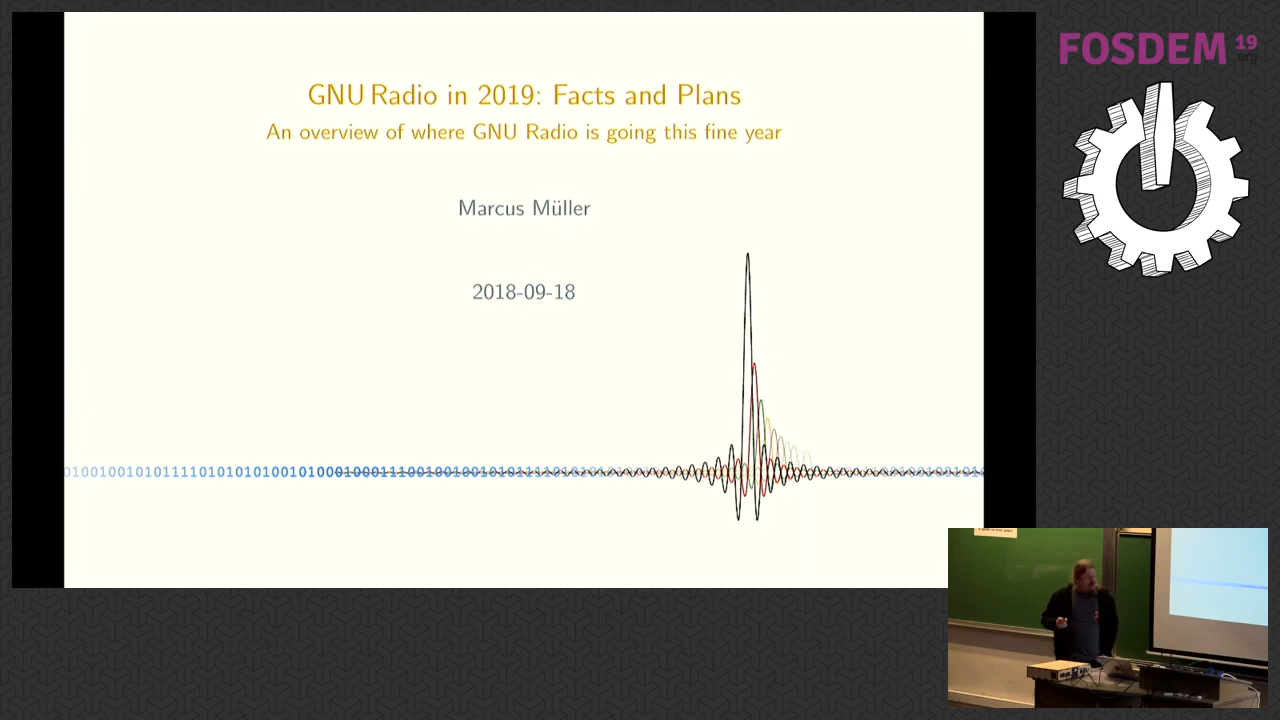 GNU Radio in 2019: Facts and Plans
An overview of where GNU Radio is going this fine year
Marcus Müller
2018-09-18
FOSDEM 19
.org